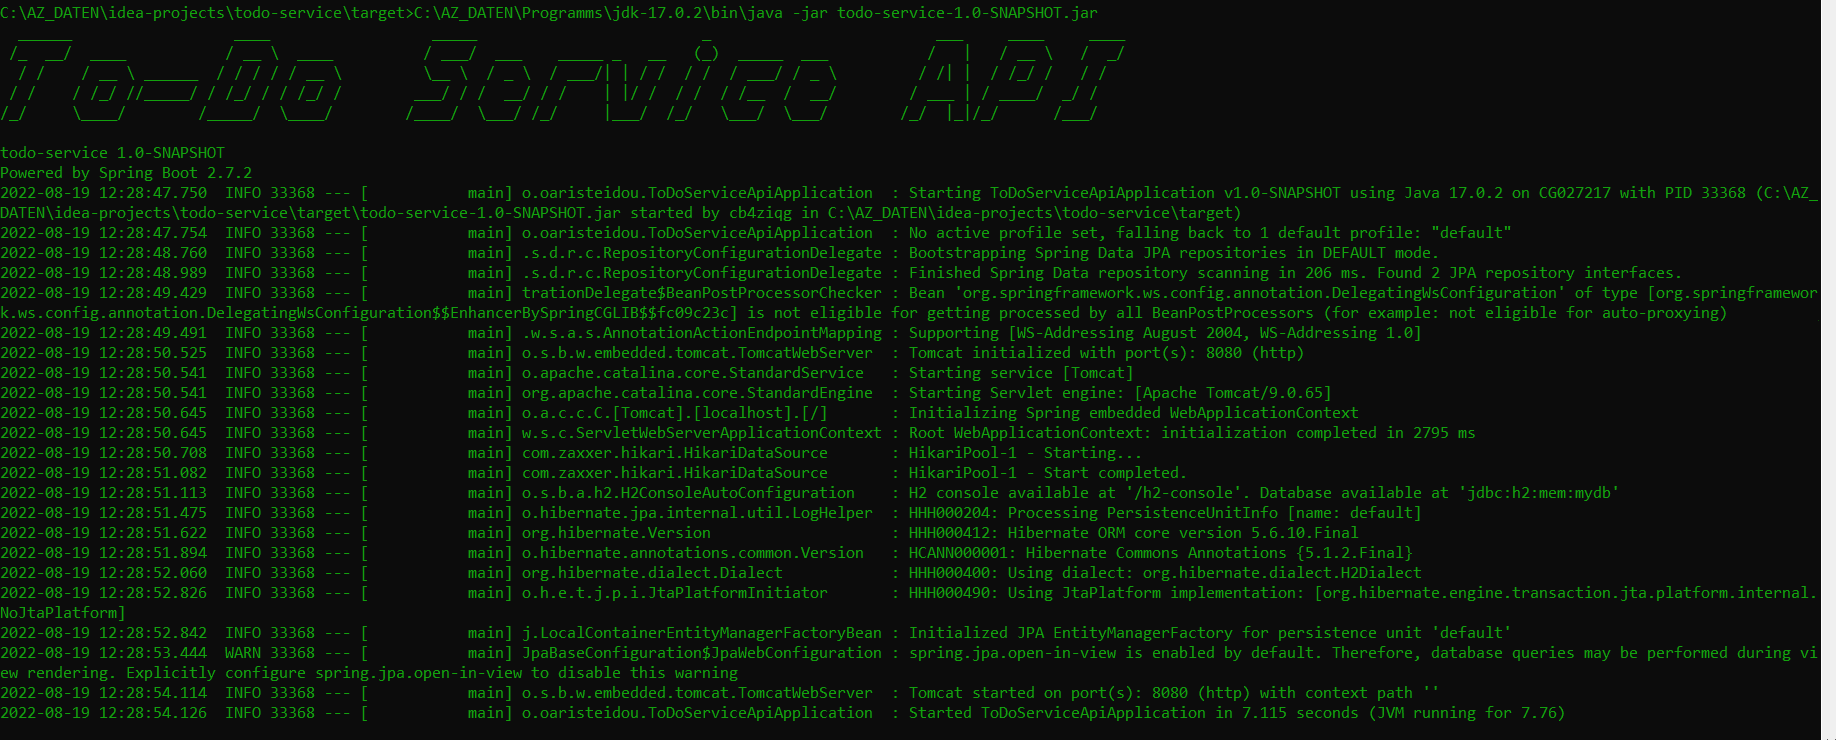 C:\AZ_DATEN\idea-projects\todo-service\target>C:\AZ_DATEN\Programms\jdk-17.0.2\bin\java -jar todo-service-1.0-SNAPSHOT.jar
To-Do Service API
todo-service 1.0-SNAPSHOT
Powered by Spring Boot 2.7.2
2022-08-19 12:28:47.750  INFO 33368 --- [           main] o.oaristeidou.ToDoServiceApiApplication  : Starting ToDoServiceApiApplication v1.0-SNAPSHOT using Java 17.0.2 on CG027217 with PID 33368 (C:\AZ_
DATEN\idea-projects\todo-service\target\todo-service-1.0-SNAPSHOT.jar started by cb4ziqg in C:\AZ_DATEN\idea-projects\todo-service\target)
2022-08-19 12:28:47.754  INFO 33368 --- [           main] o.oaristeidou.ToDoServiceApiApplication  : No active profile set, falling back to 1 default profile: "default"
2022-08-19 12:28:48.760  INFO 33368 --- [           main] .s.d.r.c.RepositoryConfigurationDelegate : Bootstrapping Spring Data JPA repositories in DEFAULT mode.
2022-08-19 12:28:48.989  INFO 33368 --- [           main] .s.d.r.c.RepositoryConfigurationDelegate : Finished Spring Data repository scanning in 206 ms. Found 2 JPA repository interfaces.
2022-08-19 12:28:49.429  INFO 33368 --- [           main] trationDelegate$BeanPostProcessorChecker : Bean 'org.springframework.ws.config.annotation.DelegatingWsConfiguration' of type [org.springframewor
k.ws.config.annotation.DelegatingWsConfiguration$$EnhancerBySpringCGLIB$$fc09c23c] is not eligible for getting processed by all BeanPostProcessors (for example: not eligible for auto-proxying)
2022-08-19 12:28:49.491  INFO 33368 --- [           main] .w.s.a.s.AnnotationActionEndpointMapping : Supporting [WS-Addressing August 2004, WS-Addressing 1.0]
2022-08-19 12:28:50.525  INFO 33368 --- [           main] o.s.b.w.embedded.tomcat.TomcatWebServer  : Tomcat initialized with port(s): 8080 (http)
2022-08-19 12:28:50.541  INFO 33368 --- [           main] o.apache.catalina.core.StandardService   : Starting service [Tomcat]
2022-08-19 12:28:50.541  INFO 33368 --- [           main] org.apache.catalina.core.StandardEngine  : Starting Servlet engine: [Apache Tomcat/9.0.65]
2022-08-19 12:28:50.645  INFO 33368 --- [           main] o.a.c.c.C.[Tomcat].[localhost].[/]       : Initializing Spring embedded WebApplicationContext
2022-08-19 12:28:50.645  INFO 33368 --- [           main] w.s.c.ServletWebServerApplicationContext : Root WebApplicationContext: initialization completed in 2795 ms
2022-08-19 12:28:50.708  INFO 33368 --- [           main] com.zaxxer.hikari.HikariDataSource       : HikariPool-1 - Starting...
2022-08-19 12:28:51.082  INFO 33368 --- [           main] com.zaxxer.hikari.HikariDataSource       : HikariPool-1 - Start completed.
2022-08-19 12:28:51.113  INFO 33368 --- [           main] o.s.b.a.h2.H2ConsoleAutoConfiguration    : H2 console available at '/h2-console'. Database available at 'jdbc:h2:mem:mydb'
2022-08-19 12:28:51.475  INFO 33368 --- [           main] o.hibernate.jpa.internal.util.LogHelper  : HHH000204: Processing PersistenceUnitInfo [name: default]
2022-08-19 12:28:51.622  INFO 33368 --- [           main] org.hibernate.Version                    : HHH000412: Hibernate ORM core version 5.6.10.Final
2022-08-19 12:28:51.894  INFO 33368 --- [           main] o.hibernate.annotations.common.Version   : HCANN000001: Hibernate Commons Annotations {5.1.2.Final}
2022-08-19 12:28:52.060  INFO 33368 --- [           main] org.hibernate.dialect.Dialect            : HHH000400: Using dialect: org.hibernate.dialect.H2Dialect
2022-08-19 12:28:52.826  INFO 33368 --- [           main] o.h.e.t.j.p.i.JtaPlatformInitiator       : HHH000490: Using JtaPlatform implementation: [org.hibernate.engine.transaction.jta.platform.internal.
NoJtaPlatform]
2022-08-19 12:28:52.842  INFO 33368 --- [           main] j.LocalContainerEntityManagerFactoryBean : Initialized JPA EntityManagerFactory for persistence unit 'default'
2022-08-19 12:28:53.444  WARN 33368 --- [           main] JpaBaseConfiguration$JpaWebConfiguration : spring.jpa.open-in-view is enabled by default. Therefore, database queries may be performed during vi
ew rendering. Explicitly configure spring.jpa.open-in-view to disable this warning
2022-08-19 12:28:54.114  INFO 33368 --- [           main] o.s.b.w.embedded.tomcat.TomcatWebServer  : Tomcat started on port(s): 8080 (http) with context path ''
2022-08-19 12:28:54.126  INFO 33368 --- [           main] o.oaristeidou.ToDoServiceApiApplication  : Started ToDoServiceApiApplication in 7.115 seconds (JVM running for 7.76)